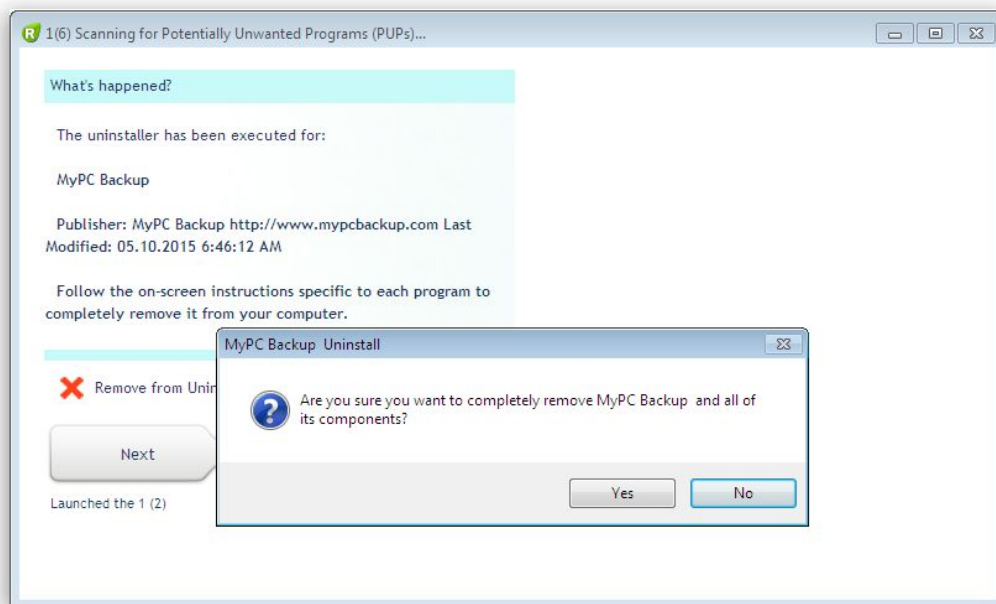 1(6) Scanning for Potentially Unwanted Programs (PUPs)...
What's happened?
The uninstaller has been executed for:
MyPC Backup
Publisher: MyPC Backup http://www.mypcbackup.com Last
Modified: 05.10.2015 6:46:12 AM
Follow the on-screen instructions specific to each program to
completely remove it from your computer.
MyPC Backup  Uninstall
Are you sure you want to completely remove MyPC Backup  and all of
its components?
Yes
No
Remove from
Next
Launched the 1 (2)